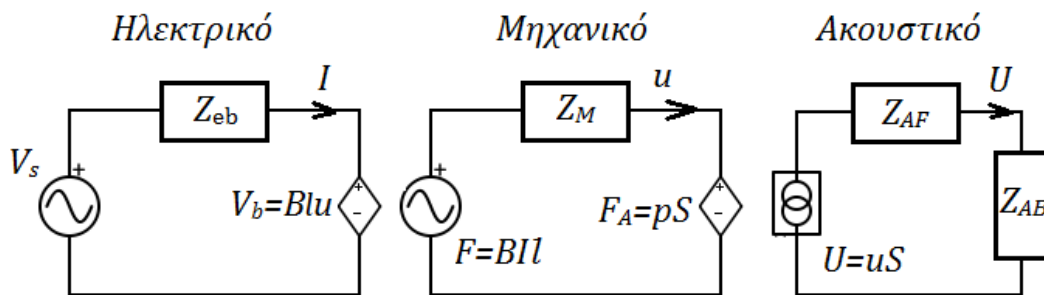 Ηλεκτρικό
Μηχανικό
Ακουστικό
I
u
U
Z_eb
Z_M
Z_AF
V_s
+
V_b=Blu
+
-
+
F_A=pS
+
-
Z_AB
F=BIl
U=uS